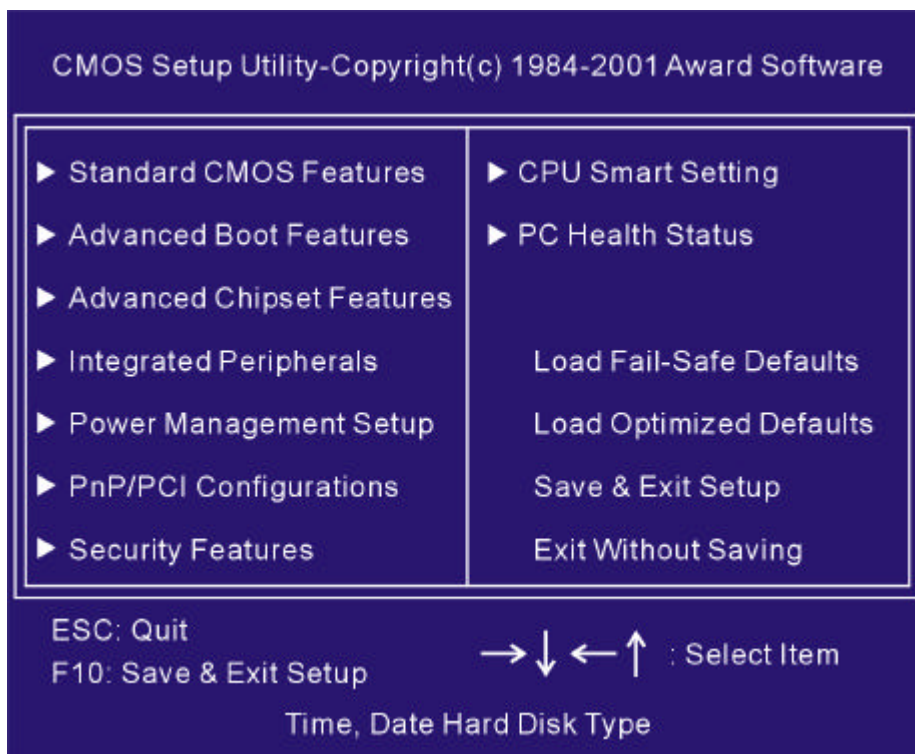 CMOS Setup Utility-Copyright(c) 1984-2001 Award Software
▶ Standard CMOS Features
▶ Advanced Boot Features
▶ Advanced Chipset Features
▶ Integrated Peripherals
▶ Power Management Setup
▶ PnP/PCI Configurations
▶ Security Features
▶ CPU Smart Setting
▶ PC Health Status
Load Fail-Safe Defaults
Load Optimized Defaults
Save & Exit Setup
Exit Without Saving
ESC: Quit
F10: Save & Exit Setup
→↓←↑ : Select Item
Time, Date Hard Disk Type